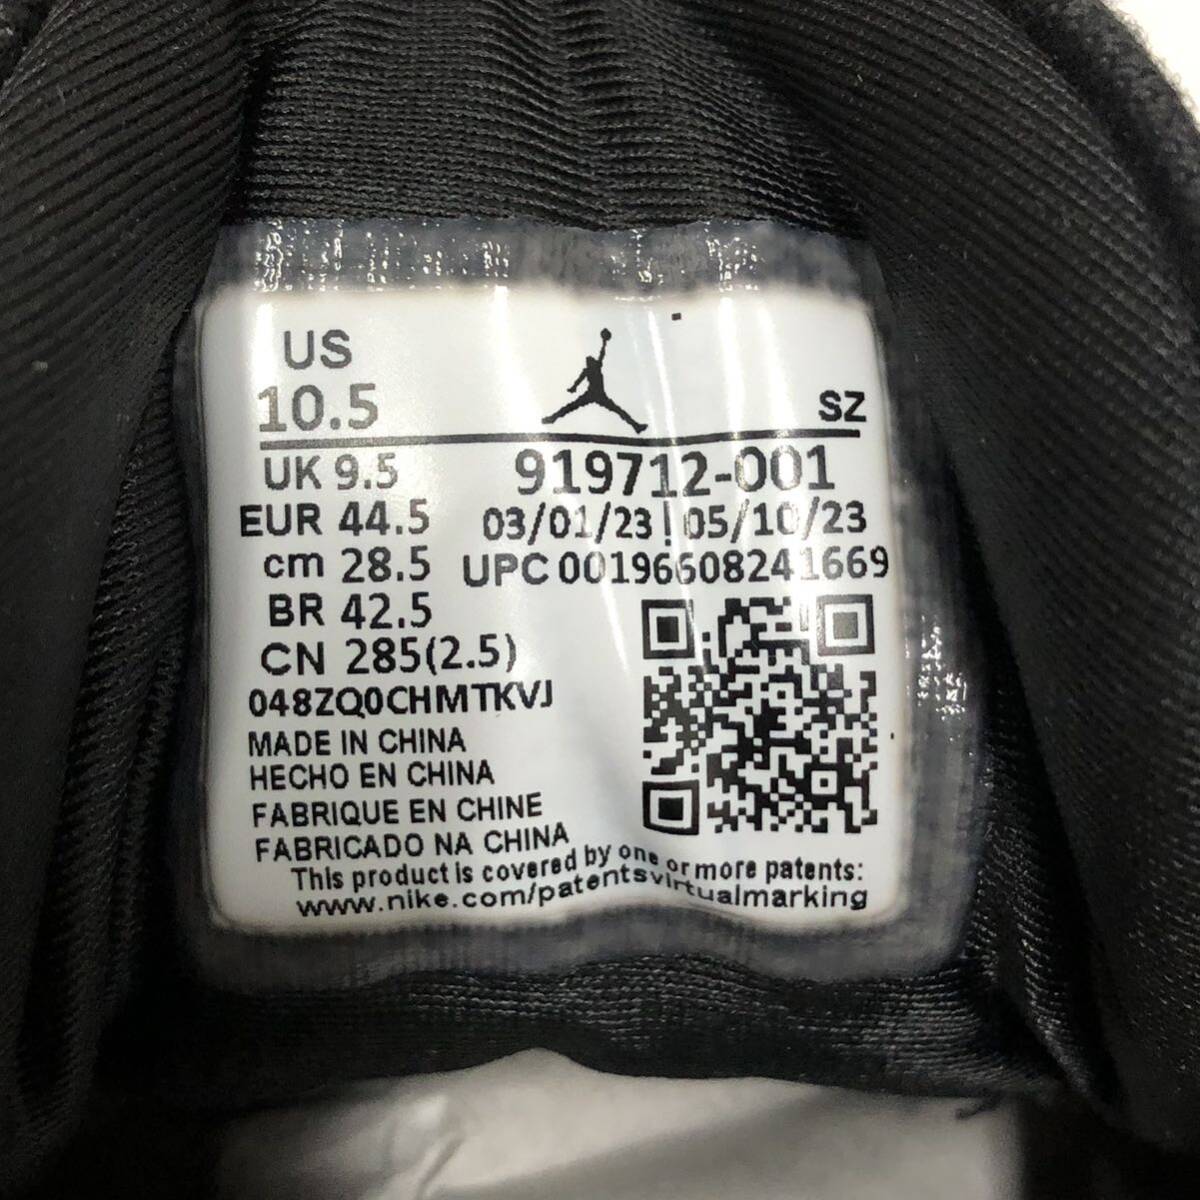 US
10.5
SZ
UK 9.5
919712-001
EUR 44.5
03/01/23 | 05/10/23
cm 28.5
UPC 00196608241669
BR 42.5
CN 285(2.5)
048ZQ0CHMTKVJ
MADE IN CHINA
HECHO EN CHINA
FABRIQUE EN CHINE
FABRICADO NA CHINA
This product is covered by one or more patents:
www.nike.com/patentsvirtualmarking